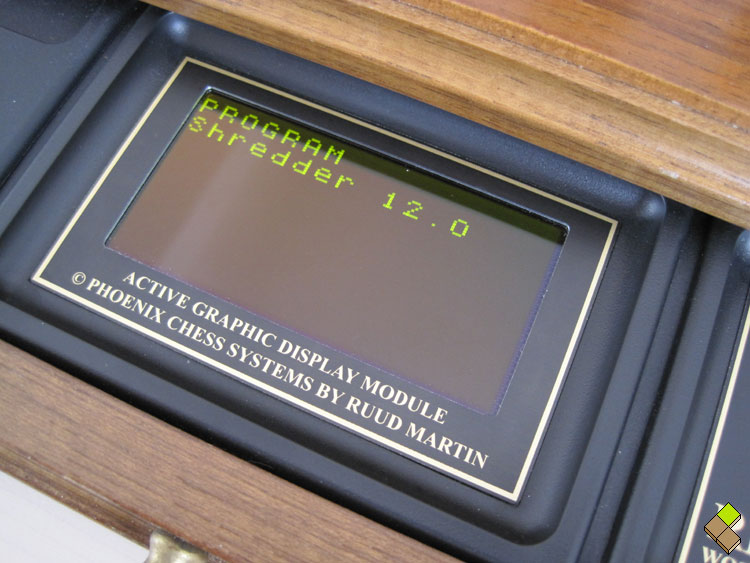 PROGRAM
Shredder 12.0
ACTIVE GRAPHIC DISPLAY MODULE
© PHOENIX CHESS SYSTEMS BY RUUD MARTIN